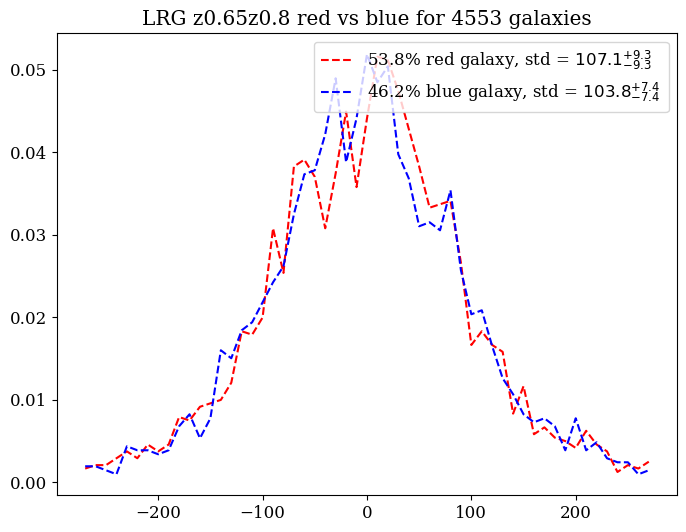 LRG z0.65z0.8 red vs blue for 4553 galaxies
53.8% red galaxy, std = 107.1^{+9.3}_{-9.3}
46.2% blue galaxy, std = 103.8^{+7.4}_{-7.4}
0.05
0.04
0.03
0.02
0.01
0.00
−200 −100 0 100 200